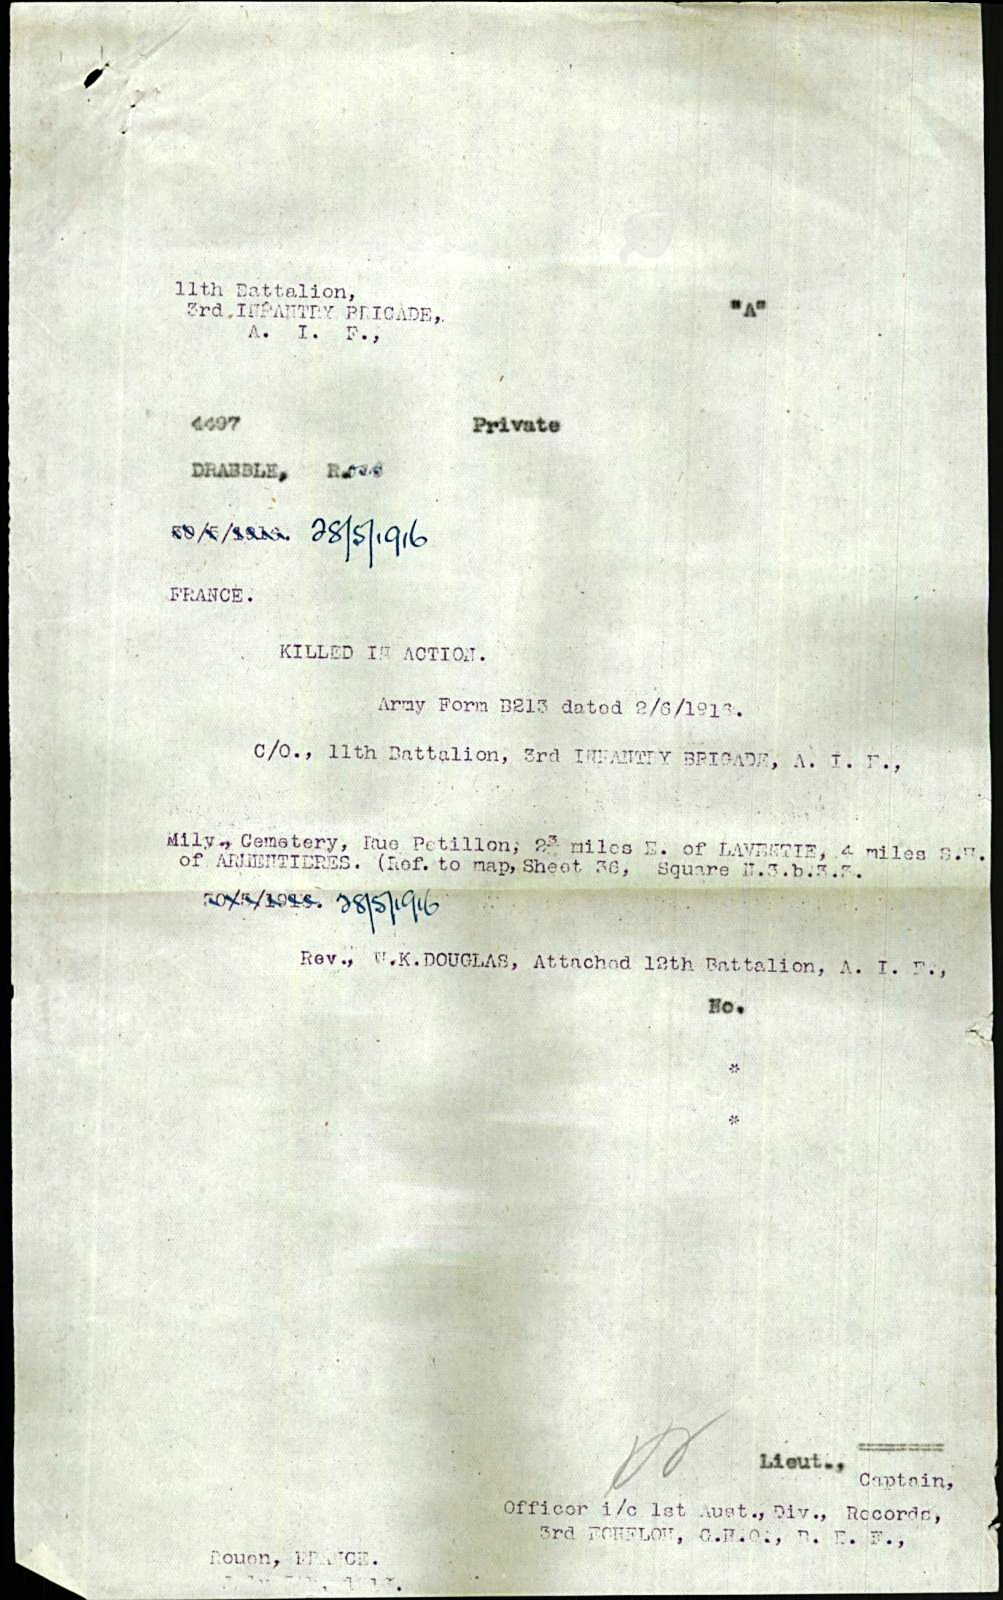 11th Battalion,
3rd. INFANTRY BRIGADE,.
A. I. F.,
"A"
4497 Private
DRABBLE, R.
28/5/1916
FRANCE.
KILLED IN ACTION.
Army Form B213 dated 2/6/1916.
C/O., 11th Battalion, 3rd INFANTRY BRIGADE, A. I. F.,
Mily., Cemetery, Rue Petillon, miles E. of LAVENTIE, 4 miles S.W.
of ARMENTIERES. (Ref. to map, Sheet 36, Square
28/5/1916
Rev., W.K.DOUGLAS, Attached 12th Battalion, A. I. F.,
No.
*
*
Lieut.,
Captain,
Officer i/c 1st Aust., Div., Records,
3rd ECHELON, G.H.Q., B. E. F.,
Rouen, FRANCE.